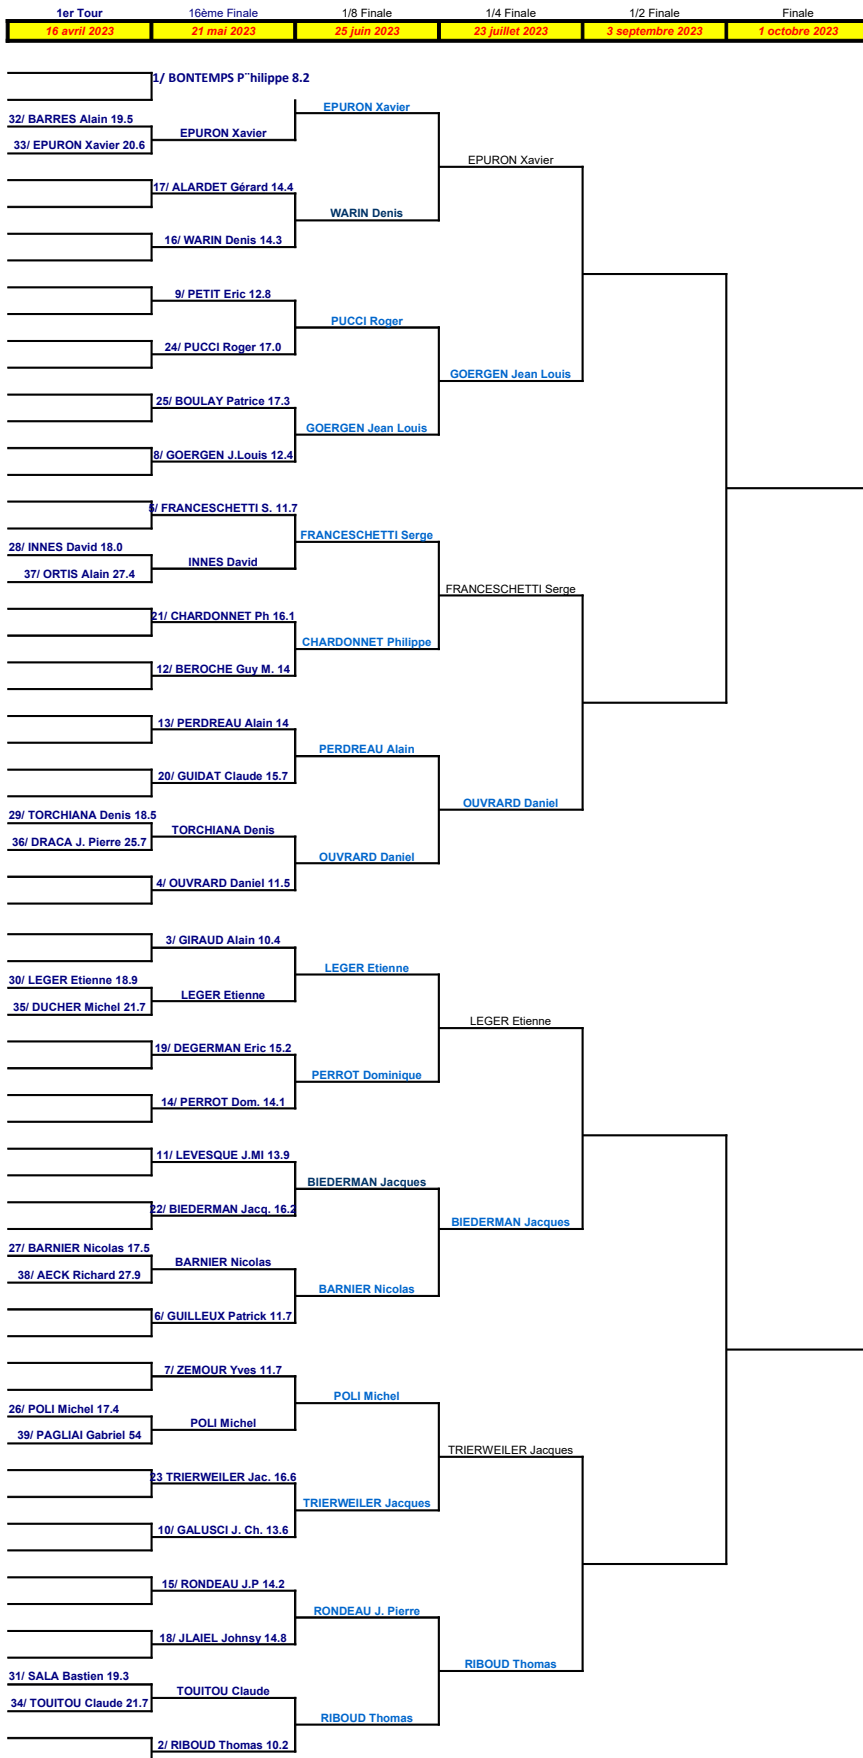 1er Tour 16ème Finale 1/8 Finale 1/4 Finale 1/2 Finale Finale
16 avril 2023 21 mai 2023 25 juin 2023 23 juillet 2023 3 septembre 2023 1 octobre 2023
1/ BONTEMPS P¨hilippe 8.2
EPURON Xavier
32/ BARRES Alain 19.5
EPURON Xavier
33/ EPURON Xavier 20.6
EPURON Xavier
17/ ALARDET Gérard 14.4
WARIN Denis
16/ WARIN Denis 14.3
9/ PETIT Eric 12.8
PUCCI Roger
24/ PUCCI Roger 17.0
GOERGEN Jean Louis
25/ BOULAY Patrice 17.3
GOERGEN Jean Louis
8/ GOERGEN J.Louis 12.4
5/ FRANCESCHETTI S. 11.7
FRANCESCHETTI Serge
28/ INNES David 18.0
INNES David
37/ ORTIS Alain 27.4
FRANCESCHETTI Serge
21/ CHARDONNET Ph 16.1
CHARDONNET Philippe
12/ BEROCHE Guy M. 14
13/ PERDREAU Alain 14
PERDREAU Alain
20/ GUIDAT Claude 15.7
OUVRARD Daniel
29/ TORCHIANA Denis 18.5
TORCHIANA Denis
36/ DRACA J. Pierre 25.7
OUVRARD Daniel
4/ OUVRARD Daniel 11.5
3/ GIRAUD Alain 10.4
LEGER Etienne
30/ LEGER Etienne 18.9
LEGER Etienne
35/ DUCHER Michel 21.7
LEGER Etienne
19/ DEGERMAN Eric 15.2
PERROT Dominique
14/ PERROT Dom. 14.1
11/ LEVESQUE J.MI 13.9
BIEDERMAN Jacques
22/ BIEDERMAN Jacq. 16.2
BIEDERMAN Jacques
27/ BARNIER Nicolas 17.5
BARNIER Nicolas
38/ AECK Richard 27.9
BARNIER Nicolas
6/ GUILLEUX Patrick 11.7
7/ ZEMOUR Yves 11.7
POLI Michel
26/ POLI Michel 17.4
POLI Michel
39/ PAGLIAI Gabriel 54
TRIERWEILER Jacques
23 TRIERWEILER Jac. 16.6
TRIERWEILER Jacques
10/ GALUSCI J. Ch. 13.6
15/ RONDEAU J.P 14.2
RONDEAU J. Pierre
18/ JLAIEL Johnsy 14.8
RIBOUD Thomas
31/ SALA Bastien 19.3
TOUITOU Claude
34/ TOUITOU Claude 21.7
RIBOUD Thomas
2/ RIBOUD Thomas 10.2